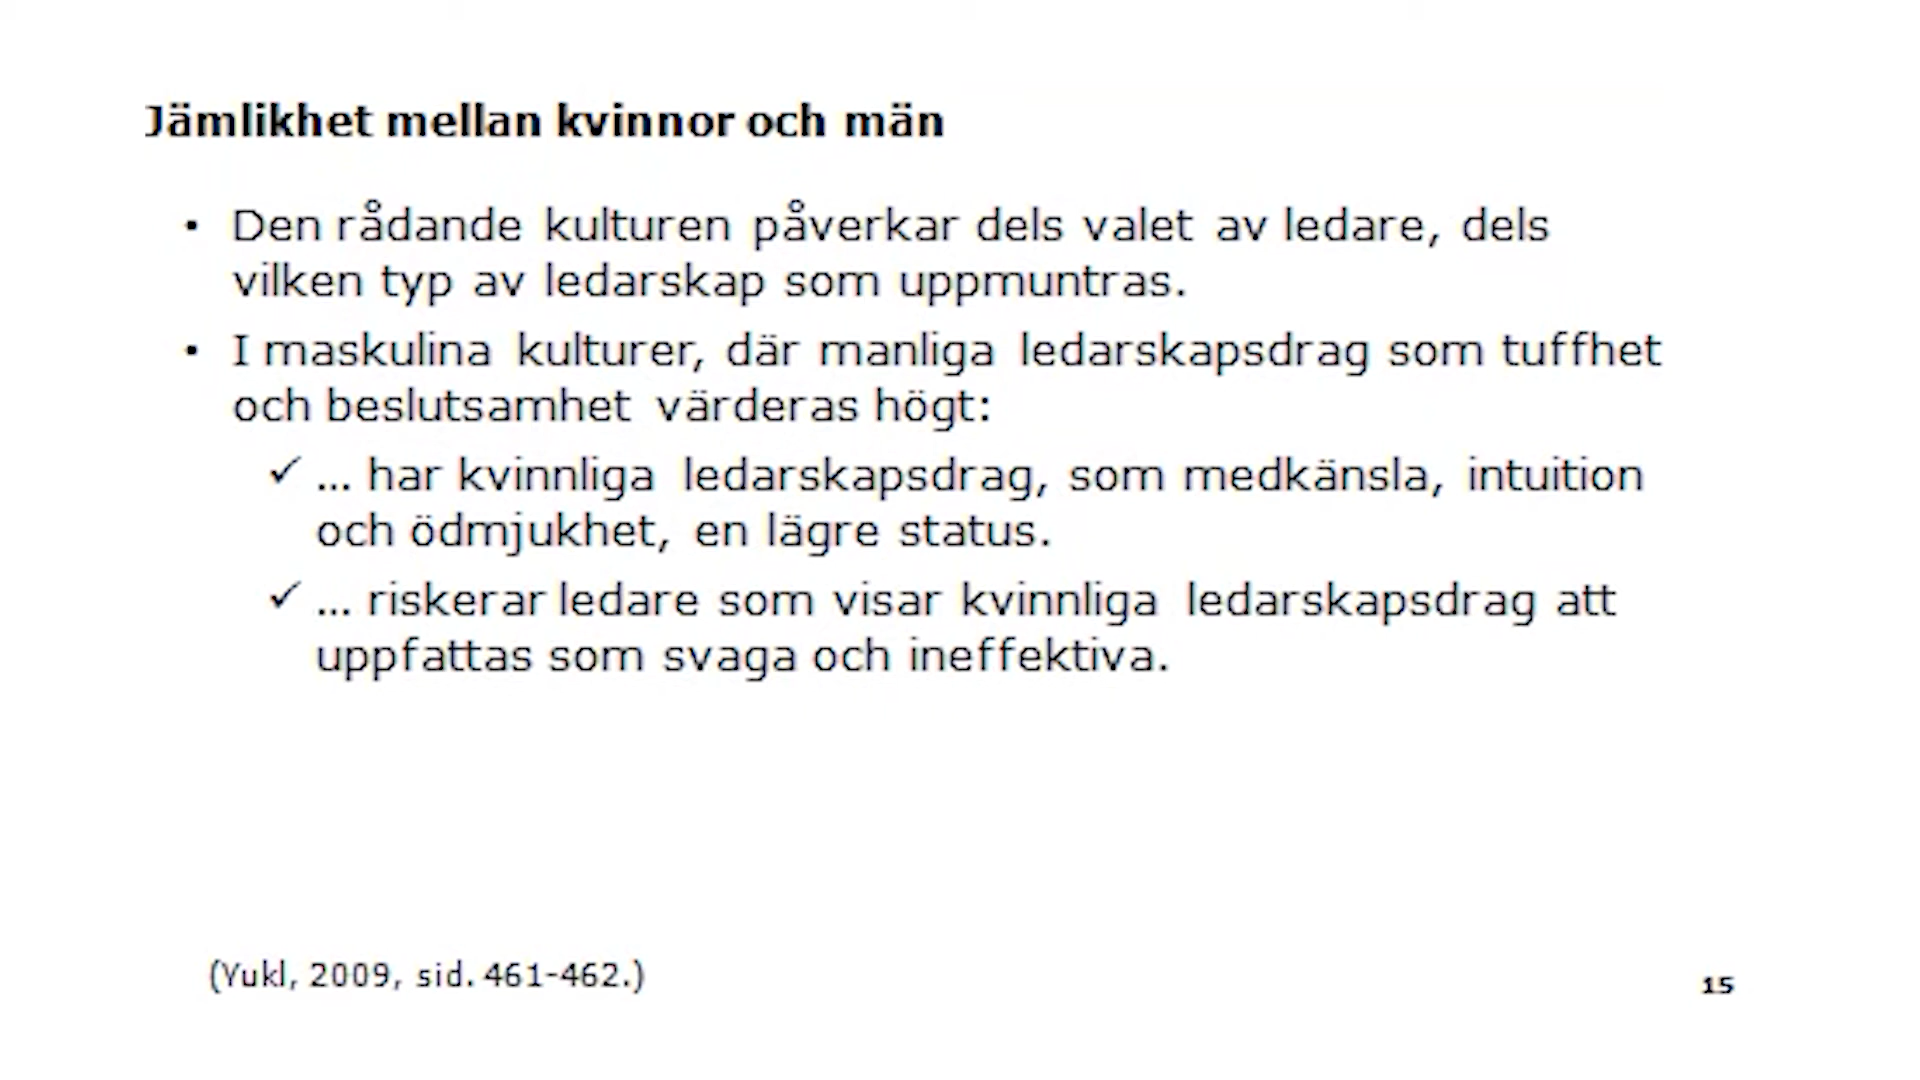 Jämlikhet mellan kvinnor och män
• Den rådande kulturen påverkar dels valet av ledare, dels
vilken typ av ledarskap som uppmuntras.
• I maskulina kulturer, där manliga ledarskapsdrag som tuffhet
och beslutsamhet värderas högt:
✓ ... har kvinnliga ledarskapsdrag, som medkänsla, intuition
och ödmjukhet, en lägre status.
✓ ... riskerar ledare som visar kvinnliga ledarskapsdrag att
uppfattas som svaga och ineffektiva.
(Yukl, 2009, sid. 461-462.)
15